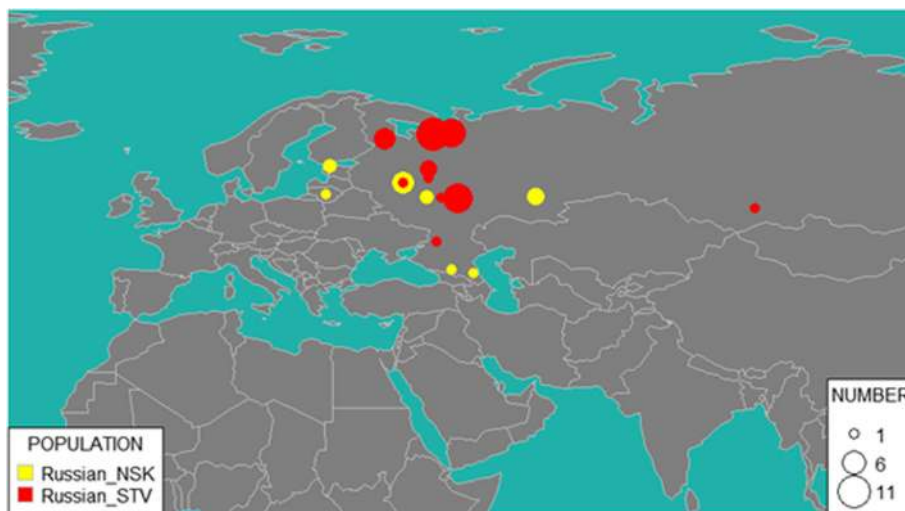 POPULATION
Russian_NSK
Russian_STV
NUMBER
1
6
11